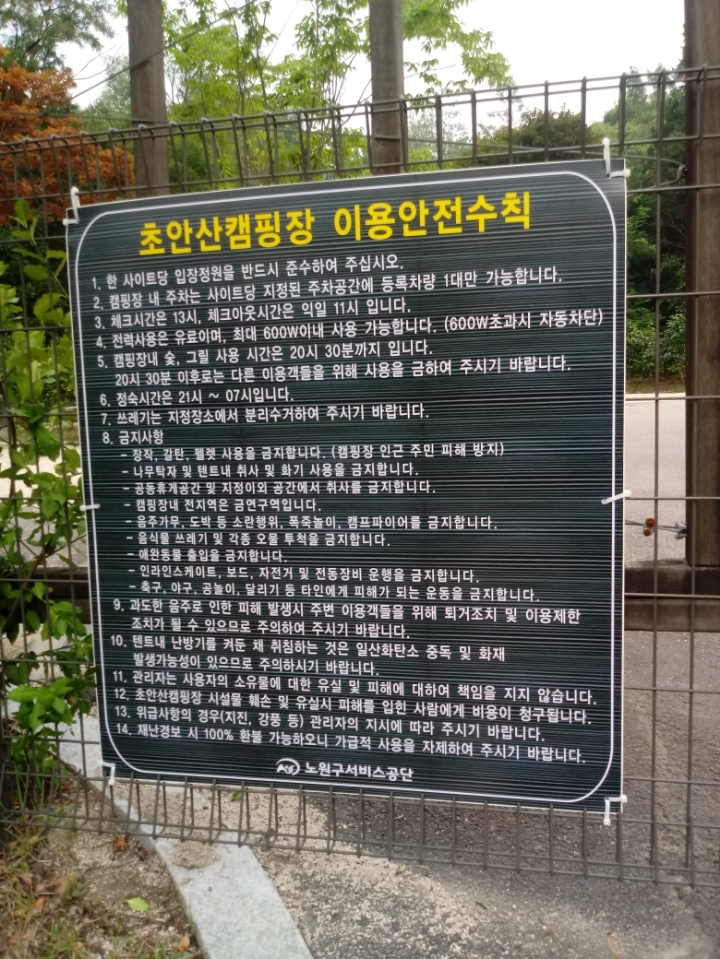 초안산캠핑장 이용안전수칙
1. 한 사이트당 입장정원을 반드시 준수하여 주십시오.
2. 캠핑장 내 주차는 사이트당 지정된 주차공간에 등록차량 1대만 가능합니다.
3. 체크시간은 13시, 체크아웃시간은 익일 11시 입니다.
4. 전력사용은 유료이며, 최대 600W이내 사용 가능합니다. (600W초과시 자동차단)
5. 캠핑장내 숯, 그릴 사용 시간은 20시 30분까지 입니다.
20시 30분 이후로는 다른 이용객들을 위해 사용을 금하여 주시기 바랍니다.
6. 정숙시간은 21시 ~ 07시입니다.
7. 쓰레기는 지정장소에서 분리수거하여 주시기 바랍니다.
8. 금지사항
- 장작, 갈탄, 펠렛 사용을 금지합니다. (캠핑장 인근 주민 피해 방지)
- 나무탁자 및 텐트내 취사 및 화기 사용을 금지합니다.
- 공동휴게공간 및 지정이외 공간에서 취사를 금지합니다.
- 캠핑장내 전지역은 금연구역입니다.
- 음주가무, 도박 등 소란행위, 폭죽놀이, 캠프파이어를 금지합니다.
- 음식물 쓰레기 및 각종 오물 투척을 금지합니다.
- 애완동물 출입을 금지합니다.
- 인라인스케이트, 보드, 자전거 및 전동장비 운행을 금지합니다.
- 축구, 야구, 공놀이, 달리기 등 타인에게 피해가 되는 운동을 금지합니다.
9. 과도한 음주로 인한 피해 발생시 주변 이용객들을 위해 퇴거조치 및 이용제한
조치가 될 수 있으므로 주의하여 주시기 바랍니다.
10. 텐트내 난방기를 켜둔 채 취침하는 것은 일산화탄소 중독 및 화재
발생가능성이 있으므로 주의하시기 바랍니다.
11. 관리자는 사용자의 소유물에 대한 유실 및 피해에 대하여 책임을 지지 않습니다.
12. 초안산캠핑장 시설물 훼손 및 유실시 피해를 입힌 사람에게 비용이 청구됩니다.
13. 위급사항의 경우(지진, 강풍 등) 관리자의 지시에 따라 주시기 바랍니다.
14. 재난경보 시 100% 환불 가능하오니 가급적 사용을 자제하여 주시기 바랍니다.
노원구서비스공단